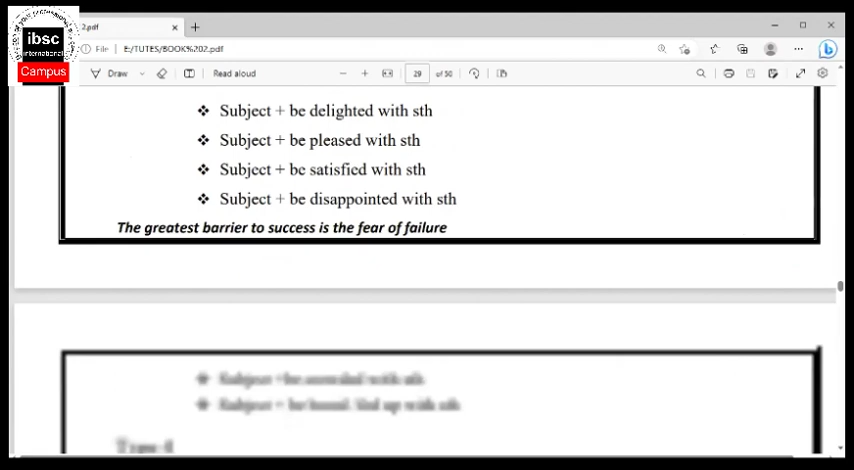 ibsc
international
Campus
2.pdf
File E:/TUTES/BOOK%202.pdf
Draw Read aloud 29 of 50
❖ Subject + be delighted with sth
❖ Subject + be pleased with sth
❖ Subject + be satisfied with sth
❖ Subject + be disappointed with sth
The greatest barrier to success is the fear of failure